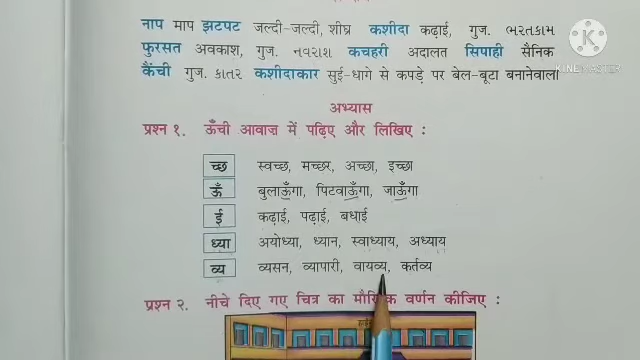 नाप माप झटपट जल्दी-जल्दी, शीघ्र कशीदा कढ़ाई, गुज. ભરતકામ
फुरसत अवकाश, गुज. નવરાશ कचहरी अदालत सिपाही सैनिक
कैंची गुज. કાતર कशीदाकार सुई-धागे से कपड़े पर बेल-बूटा बनानेवाला
KINEMASTER
अभ्यास
प्रश्न १. ऊँची आवाज़ में पढ़िए और लिखिए :
च्छ स्वच्छ, मच्छर, अच्छा, इच्छा
ऊँ बुलाऊँगा, पिटवाऊँगा, जाऊँगा
ई कढ़ाई, पढ़ाई, बधाई
ध्या अयोध्या, ध्यान, स्वाध्याय, अध्याय
व्य व्यसन, व्यापारी, वायव्य, कर्तव्य
प्रश्न २. नीचे दिए गए चित्र का मौखिक वर्णन कीजिए :